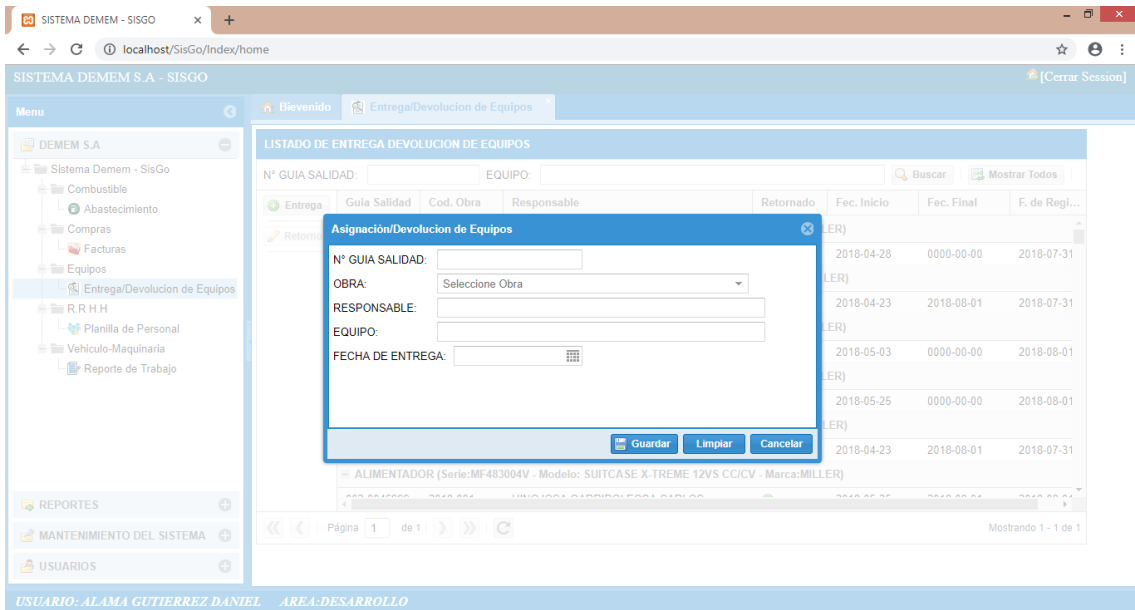 SISTEMA DEMEM - SISGO
localhost/SisGo/Index/home
SISTEMA DEMEM S.A - SISGO [Cerrar Session]
Menu
Bievenido Entrega/Devolucion de Equipos
DEMEM S.A
Sistema Demem - SisGo
Combustible
Abastecimiento
Compras
Facturas
Equipos
Entrega/Devolucion de Equipos
R.R.H.H
Planilla de Personal
Vehiculo-Maquinaria
Reporte de Trabajo
REPORTES
MANTENIMIENTO DEL SISTEMA
USUARIOS
LISTADO DE ENTREGA DEVOLUCION DE EQUIPOS
N° GUIA SALIDAD: EQUIPO: Buscar Mostrar Todos
Entrega Guia Salidad Cod. Obra Responsable Retornado Fec. Inicio Fec. Final F. de Regi...
Retorno
LER)
2018-04-28 0000-00-00 2018-07-31
LER)
2018-04-23 2018-08-01 2018-07-31
LER)
2018-05-03 0000-00-00 2018-08-01
LER)
2018-05-25 0000-00-00 2018-08-01
LER)
2018-04-23 2018-08-01 2018-07-31
ALIMENTADOR (Serie:MF483004V - Modelo: SUITCASE X-TREME 12VS CC/CV - Marca:MILLER)
Asignación/Devolucion de Equipos
N° GUIA SALIDAD:
OBRA: Seleccione Obra
RESPONSABLE:
EQUIPO:
FECHA DE ENTREGA:
Guardar Limpiar Cancelar
Página 1 de 1 Mostrando 1 - 1 de 1
USUARIO: ALAMA GUTIERREZ DANIEL AREA:DESARROLLO